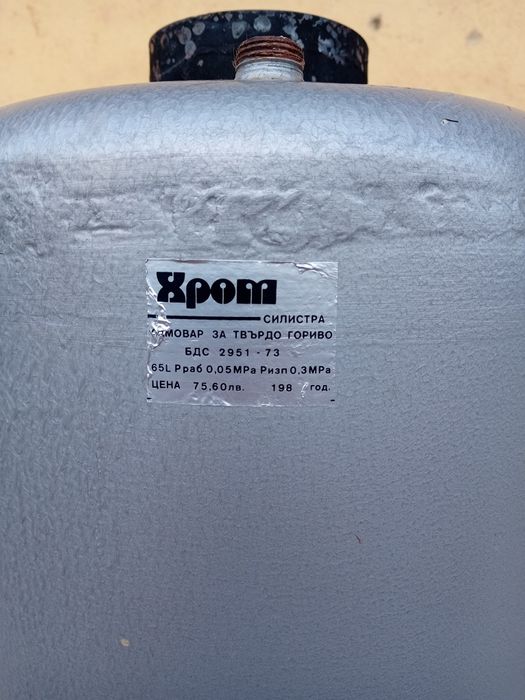 Хром
СИЛИСТРА
ЗА ТВЪРДО ГОРИВО
БДС 2951 - 73
65L Рраб 0,05МРа Ризп 0,3МРа
ЦЕНА 75,60лв. 198 год.